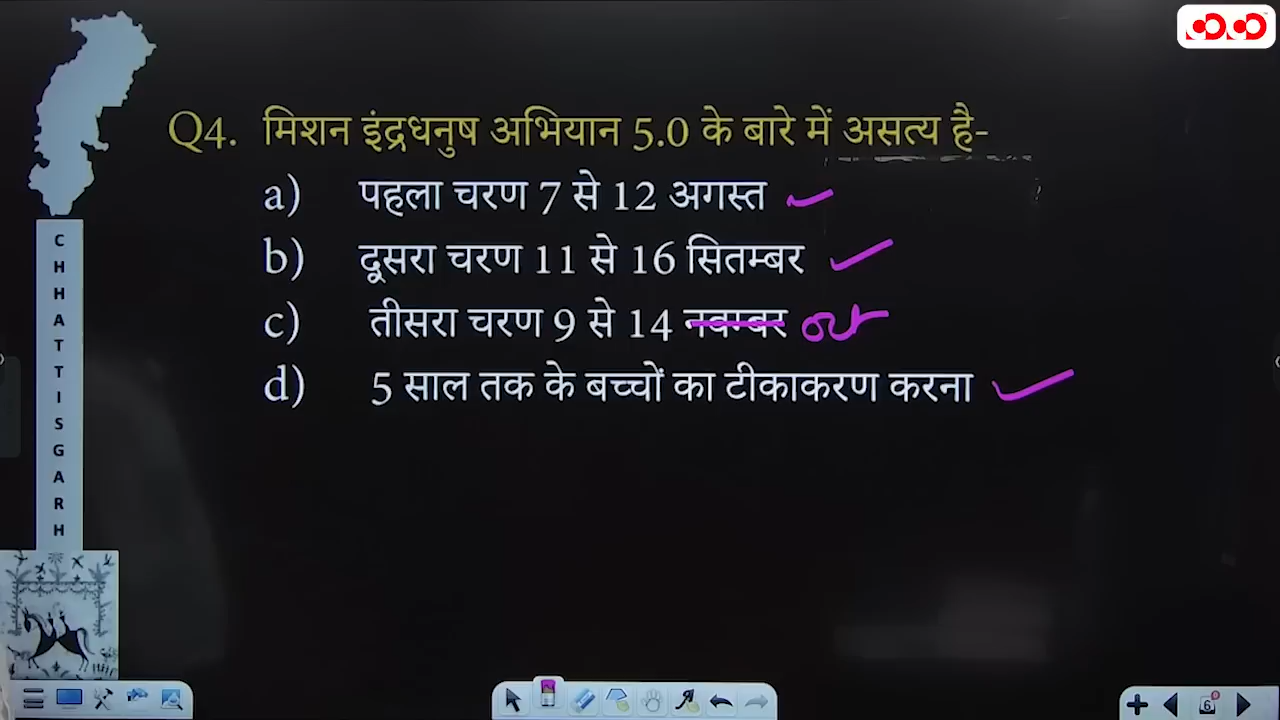 Q4. मिशन इंद्रधनुष अभियान 5.0 के बारे में असत्य है-
a) पहला चरण 7 से 12 अगस्त
b) दूसरा चरण 11 से 16 सितम्बर
c) तीसरा चरण 9 से 14 नवम्बर
d) 5 साल तक के बच्चों का टीकाकरण करना
CHHATTISGARH
6